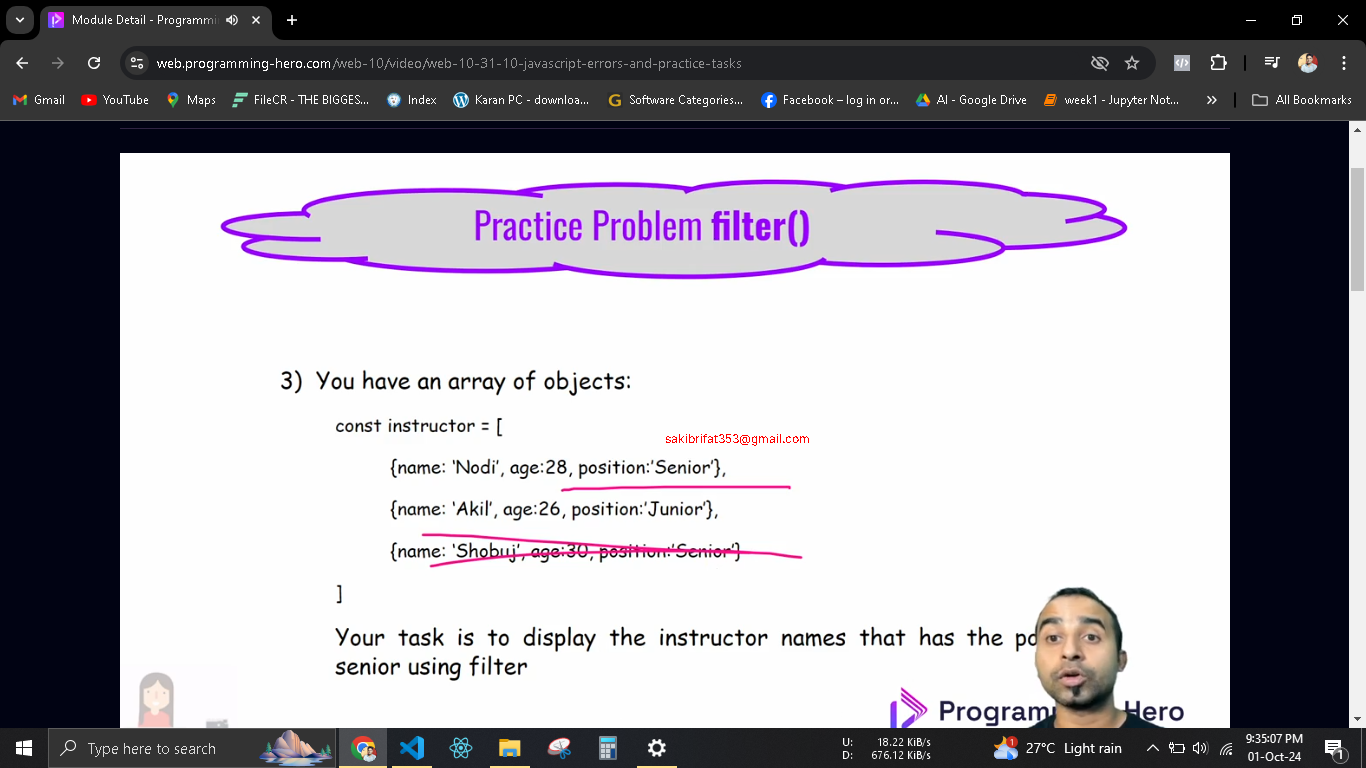 Module Detail - Programmi
web.programming-hero.com/web-10/video/web-10-31-10-javascript-errors-and-practice-tasks
Gmail YouTube Maps FileCR - THE BIGGES... Index Karan PC - downloa... Software Categories... Facebook – log in or... AI - Google Drive week1 - Jupyter Not... » All Bookmarks
Practice Problem filter()
3) You have an array of objects:
const instructor = [
sakibrifat353@gmail.com
{name: ‘Nodi’, age:28, position:’Senior’},
{name: ‘Akil’, age:26, position:’Junior’},
{name: ‘Shobuj’, age:30, position:’Senior’}
]
Your task is to display the instructor names that has the po
senior using filter
Programm Hero
Type here to search
U: 18.22 KiB/s
D: 676.12 KiB/s
27°C Light rain
9:35:07 PM
01-Oct-24
1
1